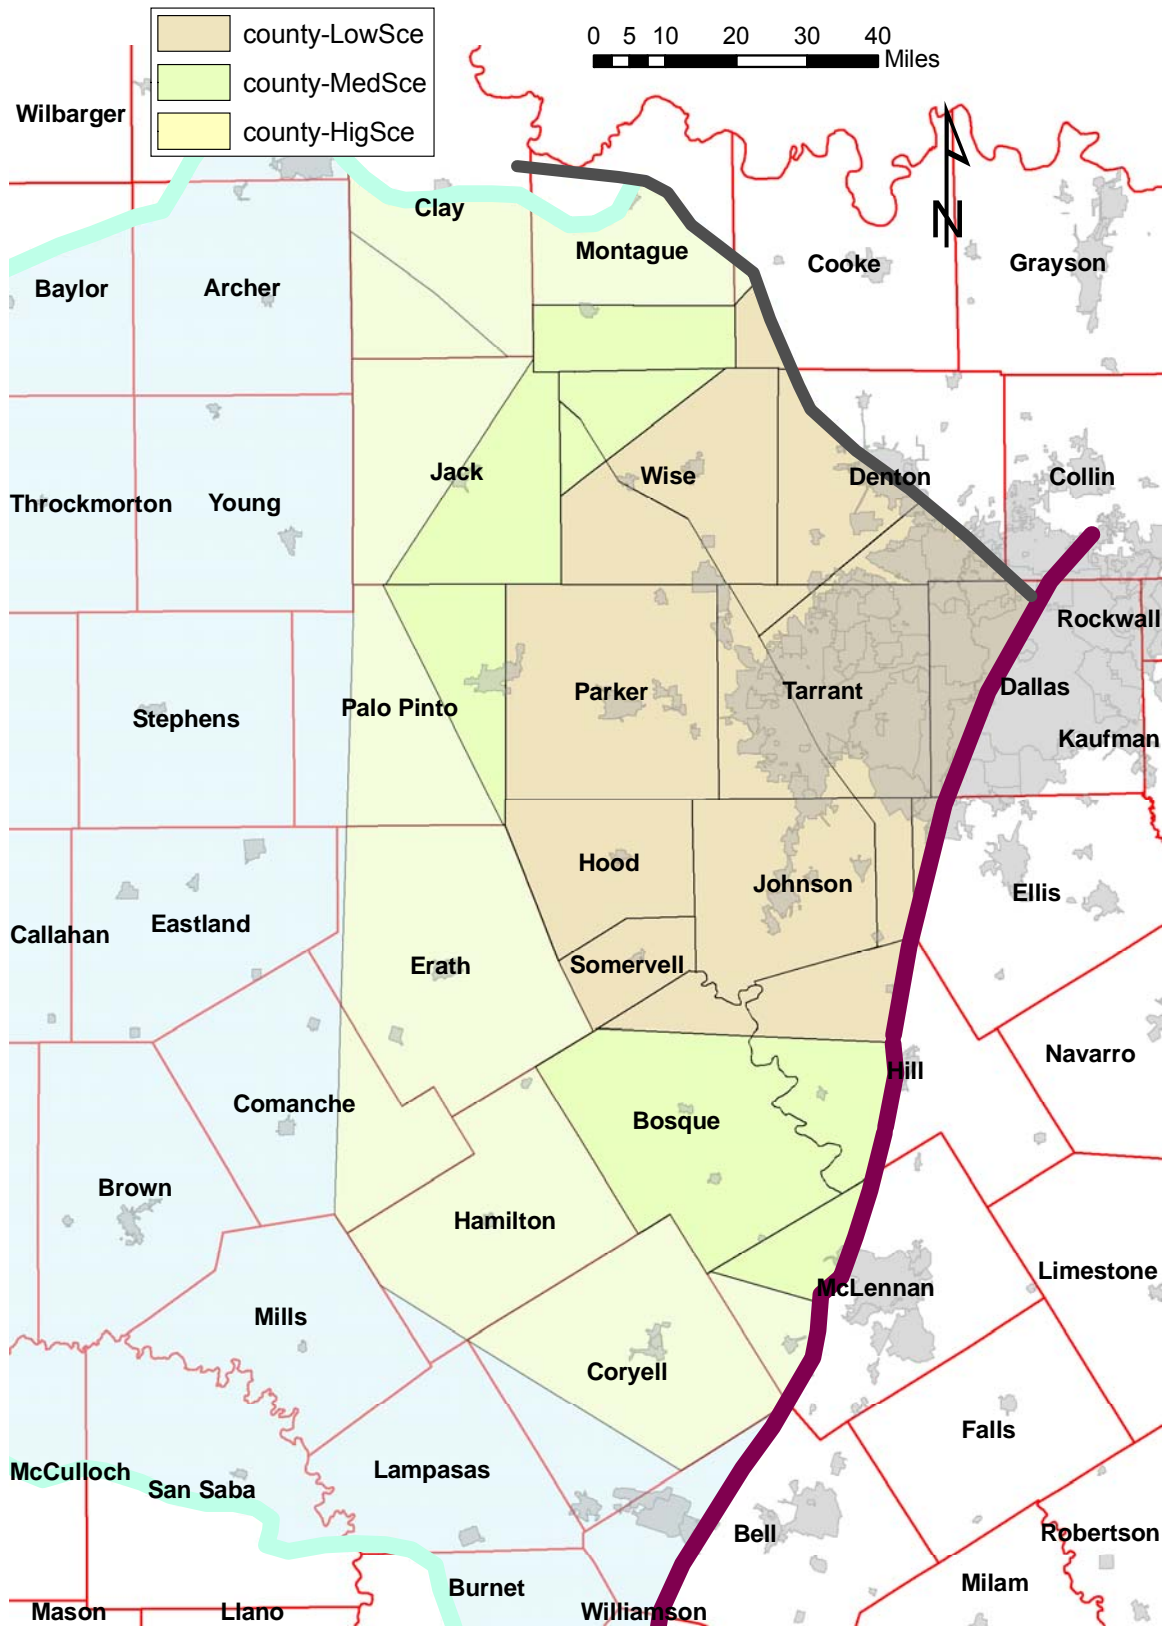 county-LowSce
county-MedSce
county-HigSce
0 5 10 20 30 40
Miles
N
Wilbarger
Clay
Montague
Cooke
Grayson
Baylor
Archer
Jack
Wise
Denton
Collin
Throckmorton
Young
Rockwall
Stephens
Palo Pinto
Parker
Tarrant
Dallas
Kaufman
Hood
Johnson
Ellis
Callahan
Eastland
Erath
Somervell
Navarro
Hill
Comanche
Bosque
Brown
Hamilton
Limestone
Mills
McLennan
Coryell
Falls
McCulloch
San Saba
Lampasas
Bell
Robertson
Burnet
Milam
Mason
Llano
Williamson